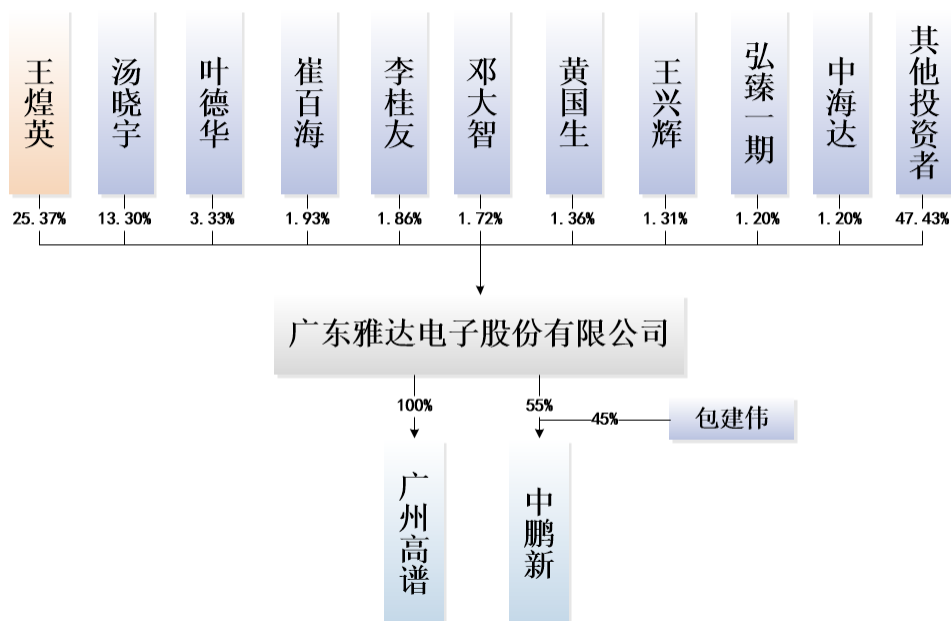 王煌英
汤晓宇
叶德华
崔百海
李桂友
邓大智
黄国生
王兴辉
弘臻一期
中海达
其他投资者
25.37%
13.30%
3.33%
1.93%
1.86%
1.72%
1.36%
1.31%
1.20%
1.20%
47.43%
广东雅达电子股份有限公司
100%
55%
45%
包建伟
广州高谱
中鹏新